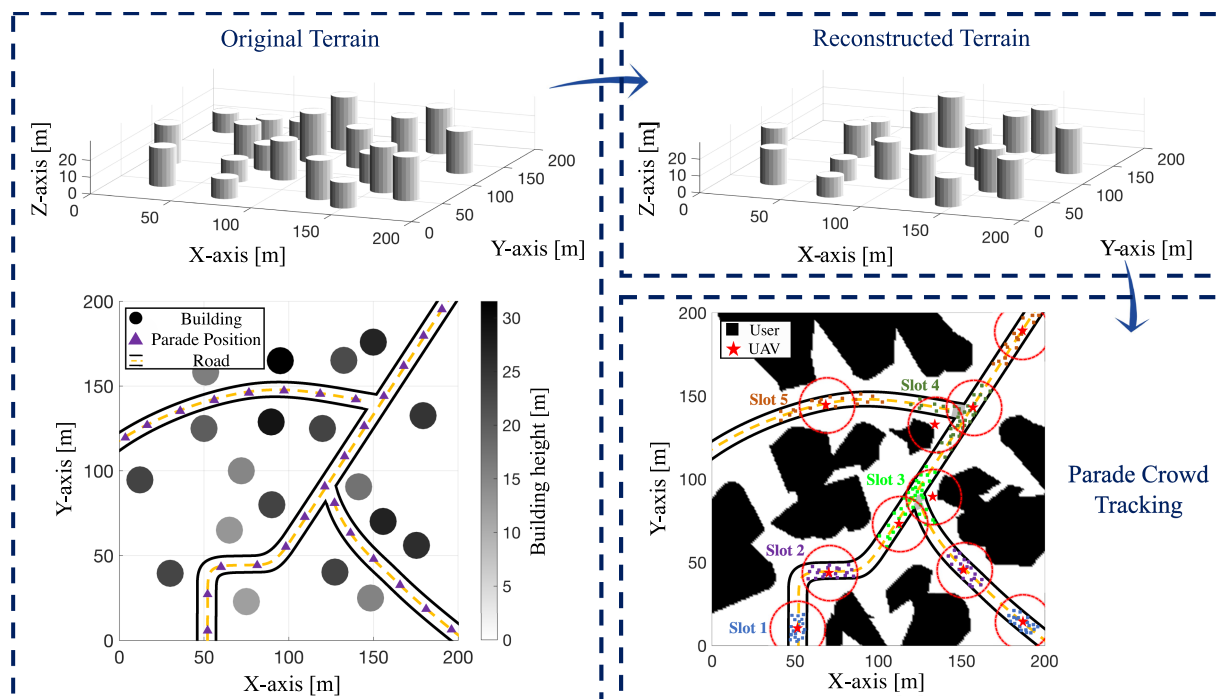 Original Terrain
Z-axis [m]
20
10
0
0
50
100
150
200
X-axis [m]
0
50
100
150
200
Y-axis [m]
Reconstructed Terrain
Z-axis [m]
20
10
0
0
50
100
150
200
X-axis [m]
0
50
100
150
200
Y-axis [m]
Building
Parade Position
Road
200
150
100
50
0
Y-axis [m]
0
50
100
150
200
X-axis [m]
30
25
20
15
10
5
0
Building height [m]
User
UAV
Slot 4
Slot 5
Slot 3
Slot 2
Slot 1
200
150
100
50
0
Y-axis [m]
0
50
100
150
200
X-axis [m]
Parade Crowd
Tracking